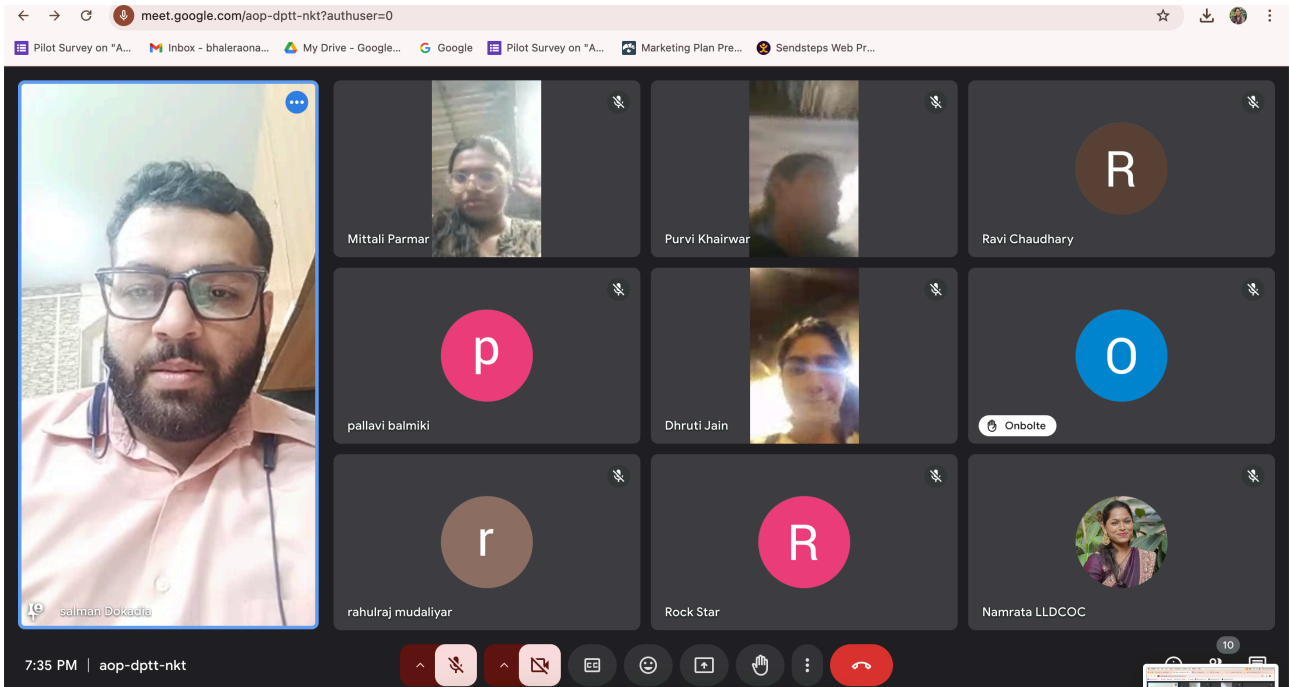 meet.google.com/aop-dptt-nkt?authuser=0
Pilot Survey on "A... Inbox - bhaleraona... My Drive - Google... Google Pilot Survey on "A... Marketing Plan Pre... Sendsteps Web Pr...
Mittali Parmar
Purvi Khairwar
R
Ravi Chaudhary
p
pallavi balmiki
Dhruti Jain
O
Onbolte
salman Dokadia
r
rahulraj mudaliyar
R
Rock Star
Namrata LLDCOC
7:35 PM | aop-dptt-nkt
CC
10